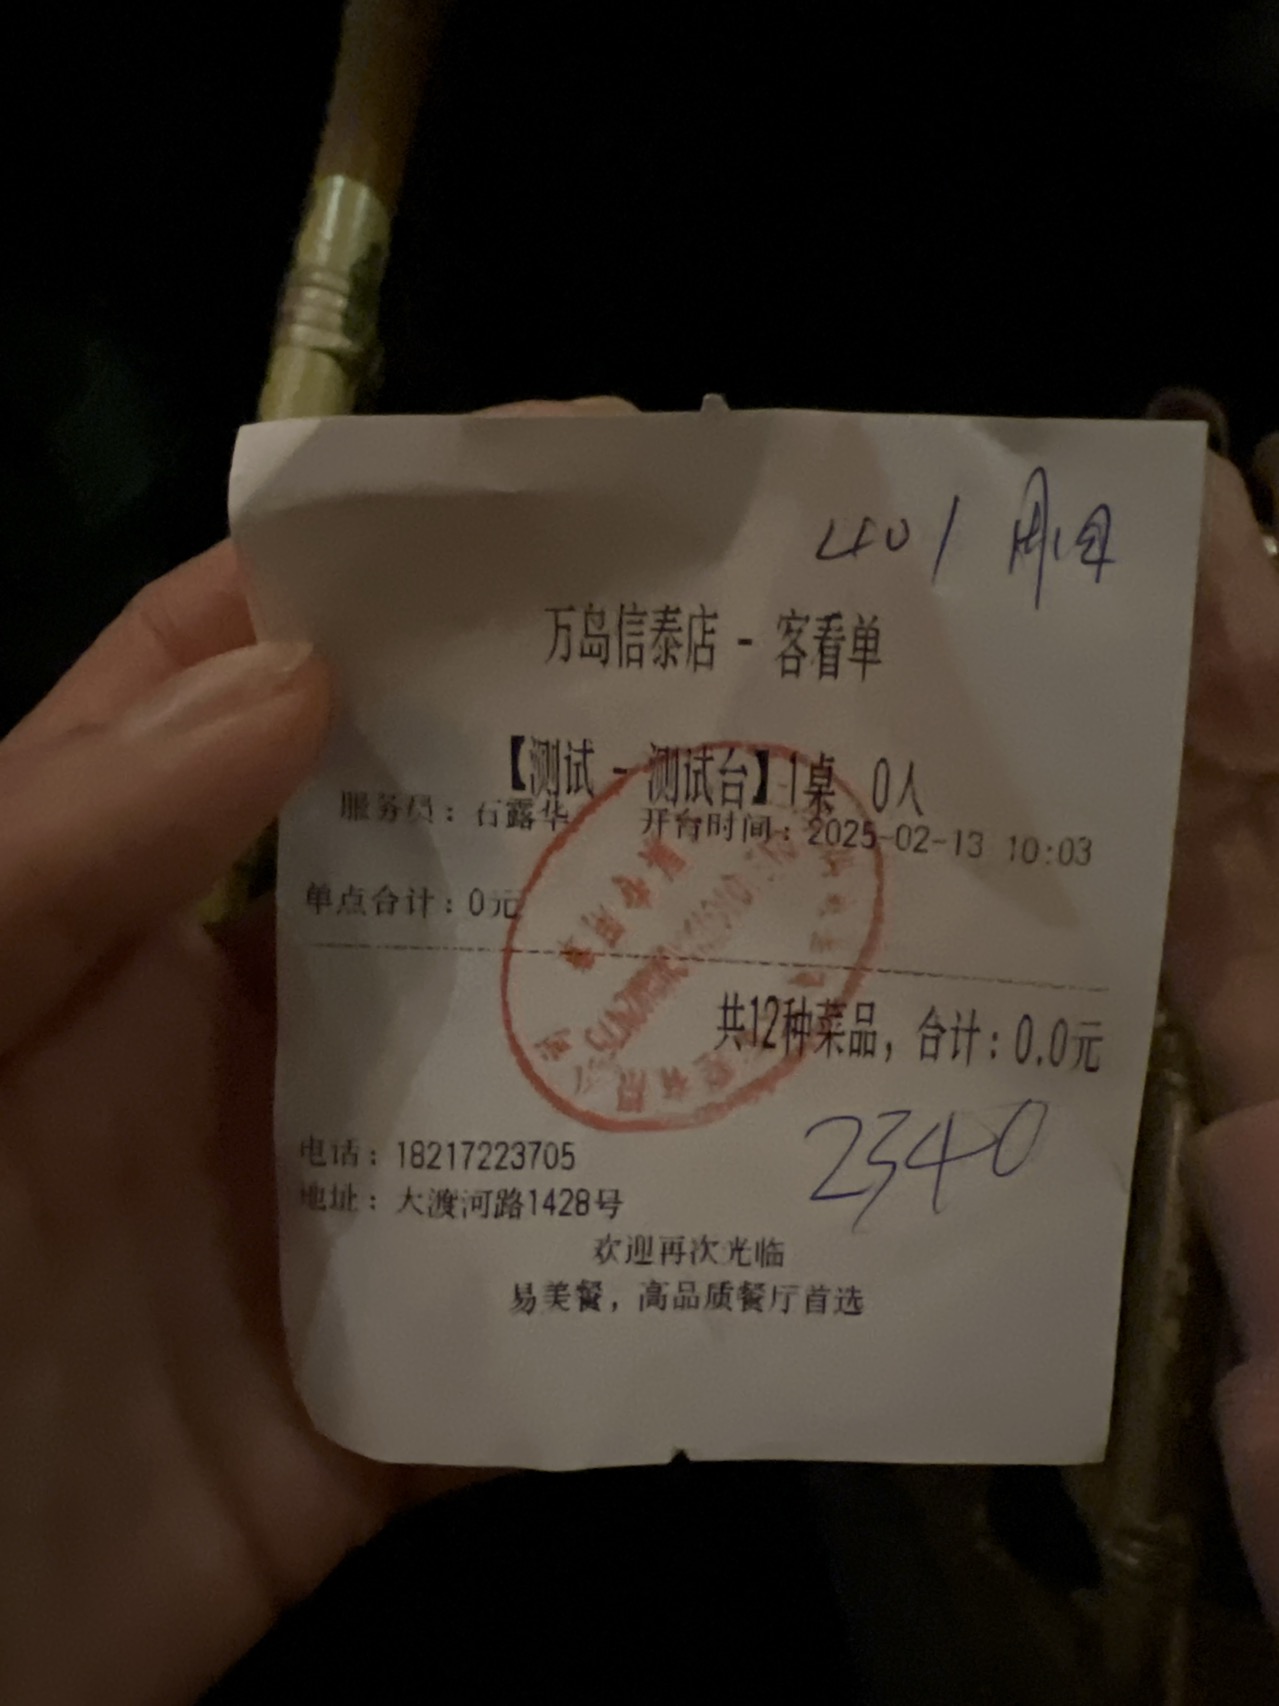 401
万岛信泰店 - 客看单
【测试 - 测试台】1桌 0人
服务员：石露华 开台时间：2025-02-13 10:03
单点合计：0元
共12种菜品，合计：0.0元
2340
电话：18217223705
地址：大渡河路1428号
欢迎再次光临
易美餐，高品质餐厅首选